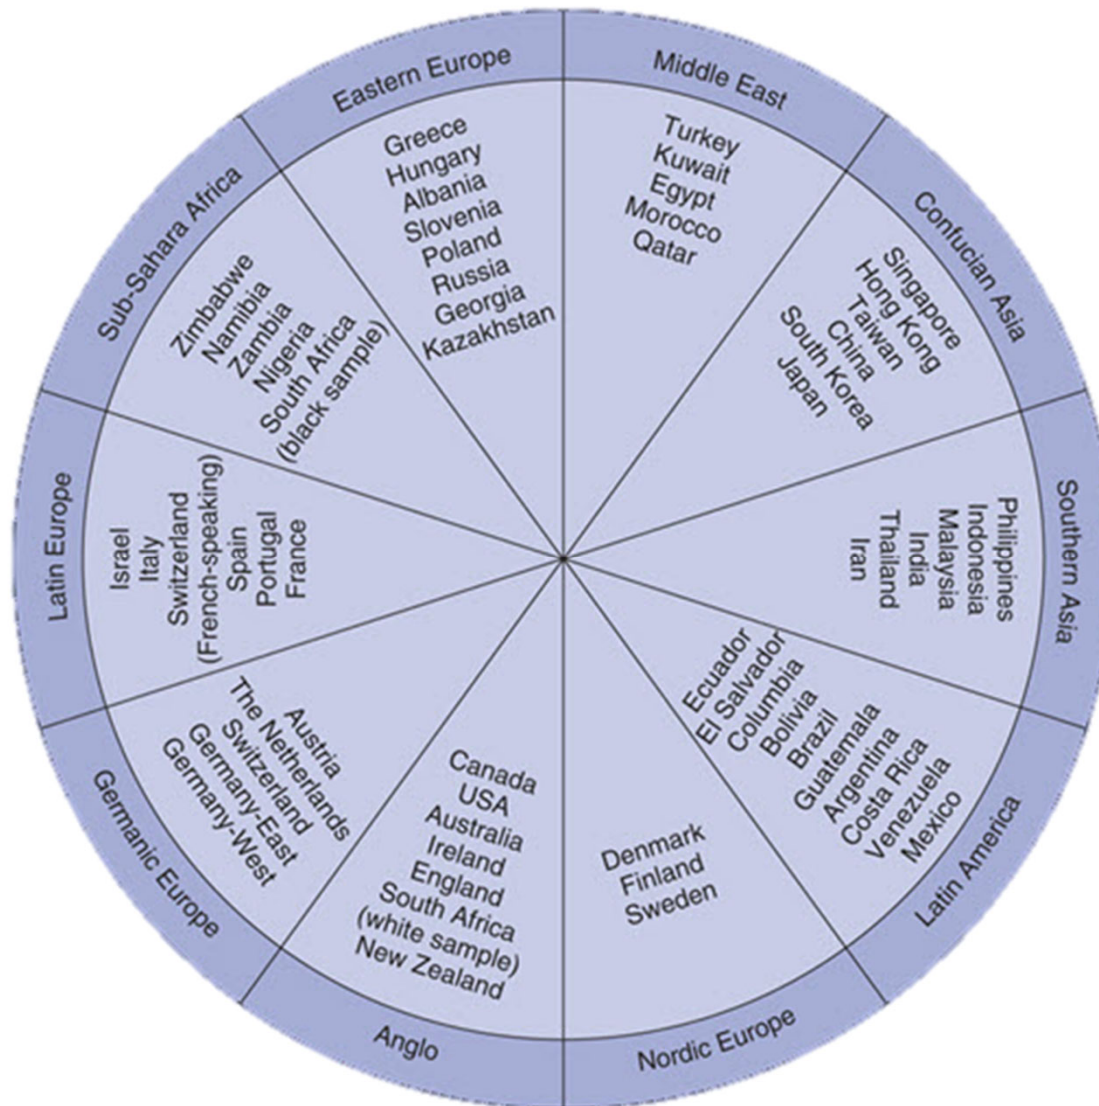 Eastern Europe
Greece
Hungary
Albania
Slovenia
Poland
Russia
Georgia
Kazakhstan
Middle East
Turkey
Kuwait
Egypt
Morocco
Qatar
Confucian Asia
Singapore
Hong Kong
Taiwan
China
South Korea
Japan
Southern Asia
Philippines
Indonesia
Malaysia
India
Thailand
Iran
Latin America
Ecuador
El Salvador
Columbia
Bolivia
Brazil
Guatemala
Argentina
Costa Rica
Venezuela
Mexico
Nordic Europe
Denmark
Finland
Sweden
Anglo
Canada
USA
Australia
Ireland
England
South Africa
(white sample)
New Zealand
Germanic Europe
Austria
The Netherlands
Switzerland
Germany-East
Germany-West
Latin Europe
Israel
Italy
Switzerland
(French-speaking)
Spain
Portugal
France
Sub-Sahara Africa
Zimbabwe
Namibia
Zambia
Nigeria
South Africa
(black sample)